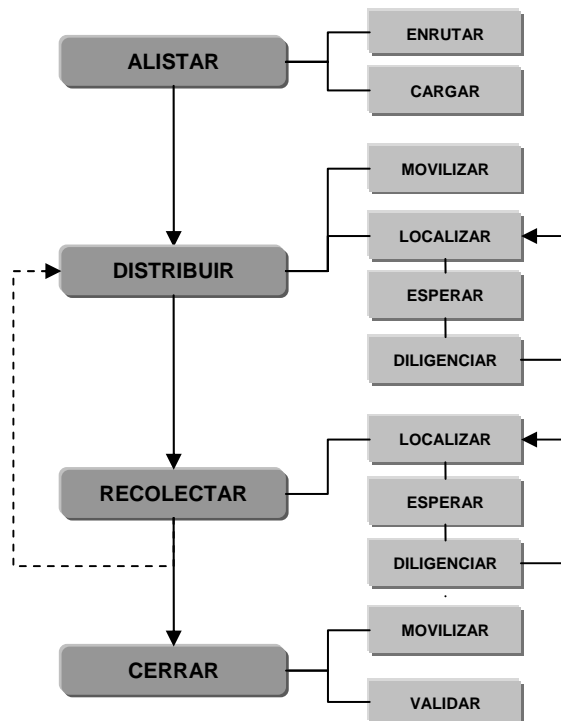 ENRUTAR
ALISTAR
CARGAR
MOVILIZAR
LOCALIZAR
DISTRIBUIR
ESPERAR
DILIGENCIAR
LOCALIZAR
RECOLECTAR
ESPERAR
DILIGENCIAR
MOVILIZAR
CERRAR
VALIDAR